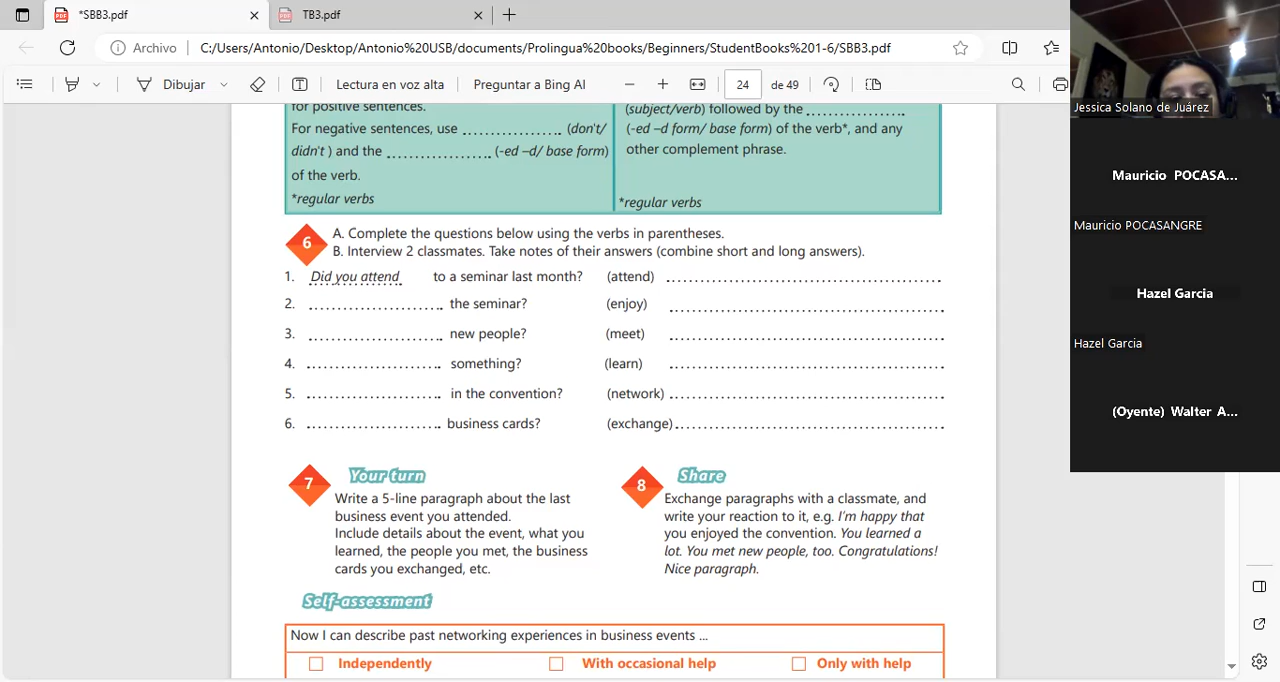 *SBB3.pdf
TB3.pdf
Archivo
C:/Users/Antonio/Desktop/Antonio%20USB/documents/Prolingua%20books/Beginners/StudentBooks%201-6/SBB3.pdf
Dibujar
Lectura en voz alta
Preguntar a Bing AI
24
de 49
for positive sentences.
For negative sentences, use .............. (don't/
didn't ) and the .................. (-ed –d/ base form)
of the verb.
*regular verbs
(subject/verb) followed by the .................
(-ed –d form/ base form) of the verb*, and any
other complement phrase.
*regular verbs
6
A. Complete the questions below using the verbs in parentheses.
B. Interview 2 classmates. Take notes of their answers (combine short and long answers).
1. Did you attend to a seminar last month? (attend) ..................
2. .................. the seminar? (enjoy) ..................
3. .................. new people? (meet) ..................
4. .................. something? (learn) ..................
5. .................. in the convention? (network) ..................
6. .................. business cards? (exchange) ..................
7
Your turn
Write a 5-line paragraph about the last
business event you attended.
Include details about the event, what you
learned, the people you met, the business
cards you exchanged, etc.
8
Share
Exchange paragraphs with a classmate, and
write your reaction to it, e.g. I'm happy that
you enjoyed the convention. You learned a
lot. You met new people, too. Congratulations!
Nice paragraph.
Self-assessment
Now I can describe past networking experiences in business events ...
Independently
With occasional help
Only with help
Jessica Solano de Juárez
Mauricio POCASA...
Mauricio POCASANGRE
Hazel Garcia
Hazel Garcia
(Oyente) Walter A...